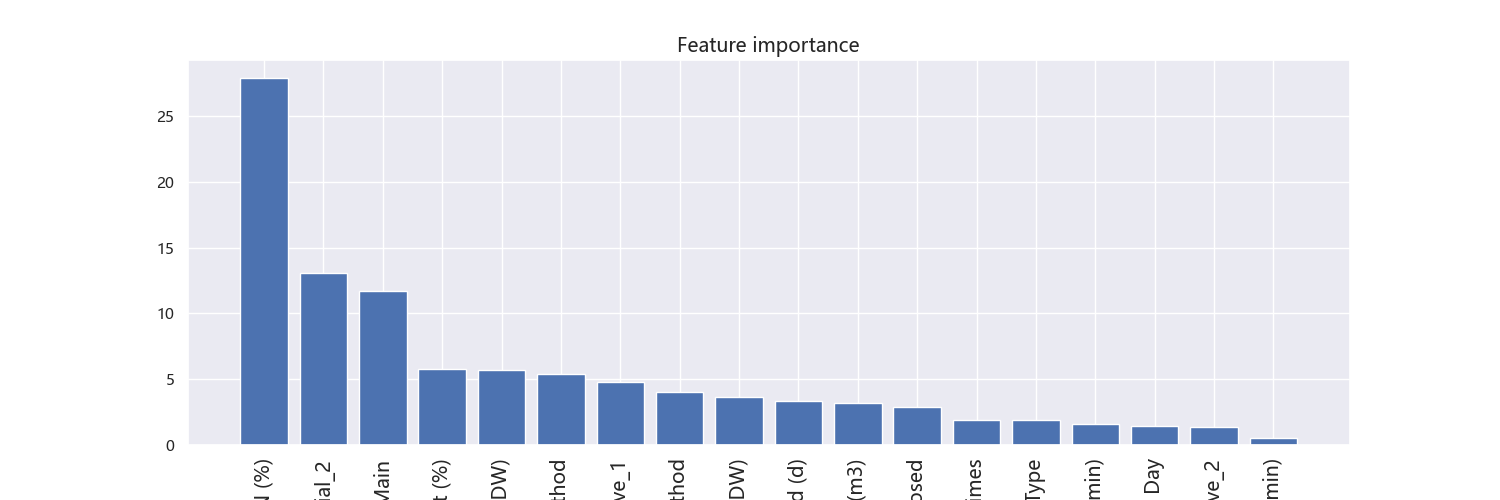 Feature importance
25
20
15
10
5
0
(%)
ial_2
Main
t (%)
DW)
thod
ve_1
thod
DW)
d (d)
(m3)
osed
imes
Type
min)
Day
ve_2
min)